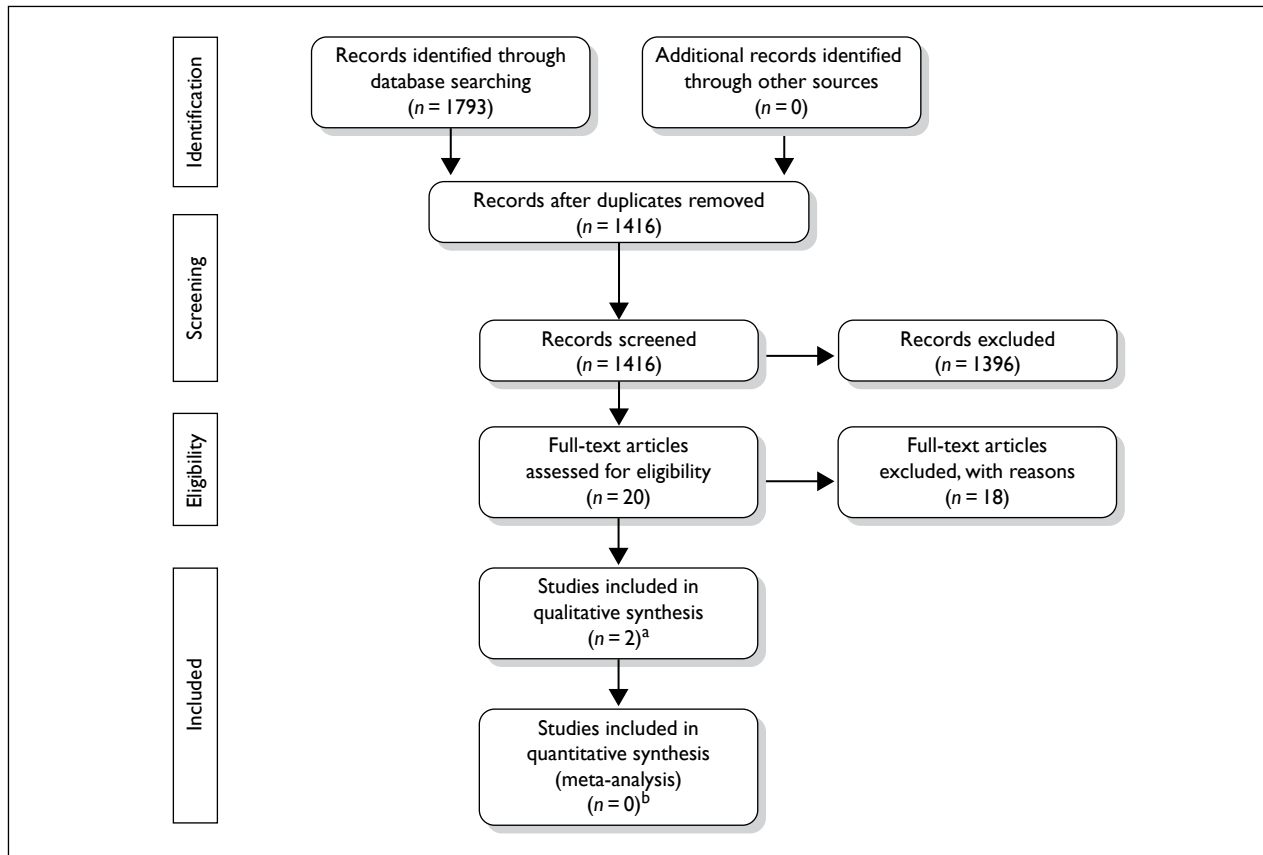 Identification
Records identified through
database searching
(n = 1793)
Additional records identified
through other sources
(n = 0)
Records after duplicates removed
(n = 1416)
Screening
Records screened
(n = 1416)
Records excluded
(n = 1396)
Eligibility
Full-text articles
assessed for eligibility
(n = 20)
Full-text articles
excluded, with reasons
(n = 18)
Included
Studies included in
qualitative synthesis
(n = 2)a
Studies included in
quantitative synthesis
(meta-analysis)
(n = 0)b